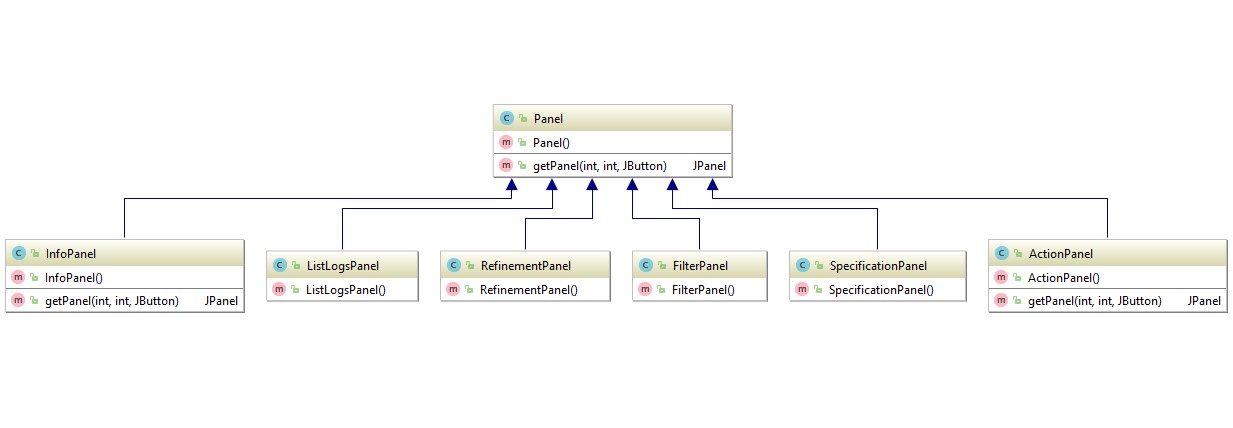 C Panel
m Panel()
m getPanel(int, int, JButton) JPanel
C InfoPanel
m InfoPanel()
m getPanel(int, int, JButton) JPanel
C ListLogsPanel
m ListLogsPanel()
C RefinementPanel
m RefinementPanel()
C FilterPanel
m FilterPanel()
C SpecificationPanel
m SpecificationPanel()
C ActionPanel
m ActionPanel()
m getPanel(int, int, JButton) JPanel